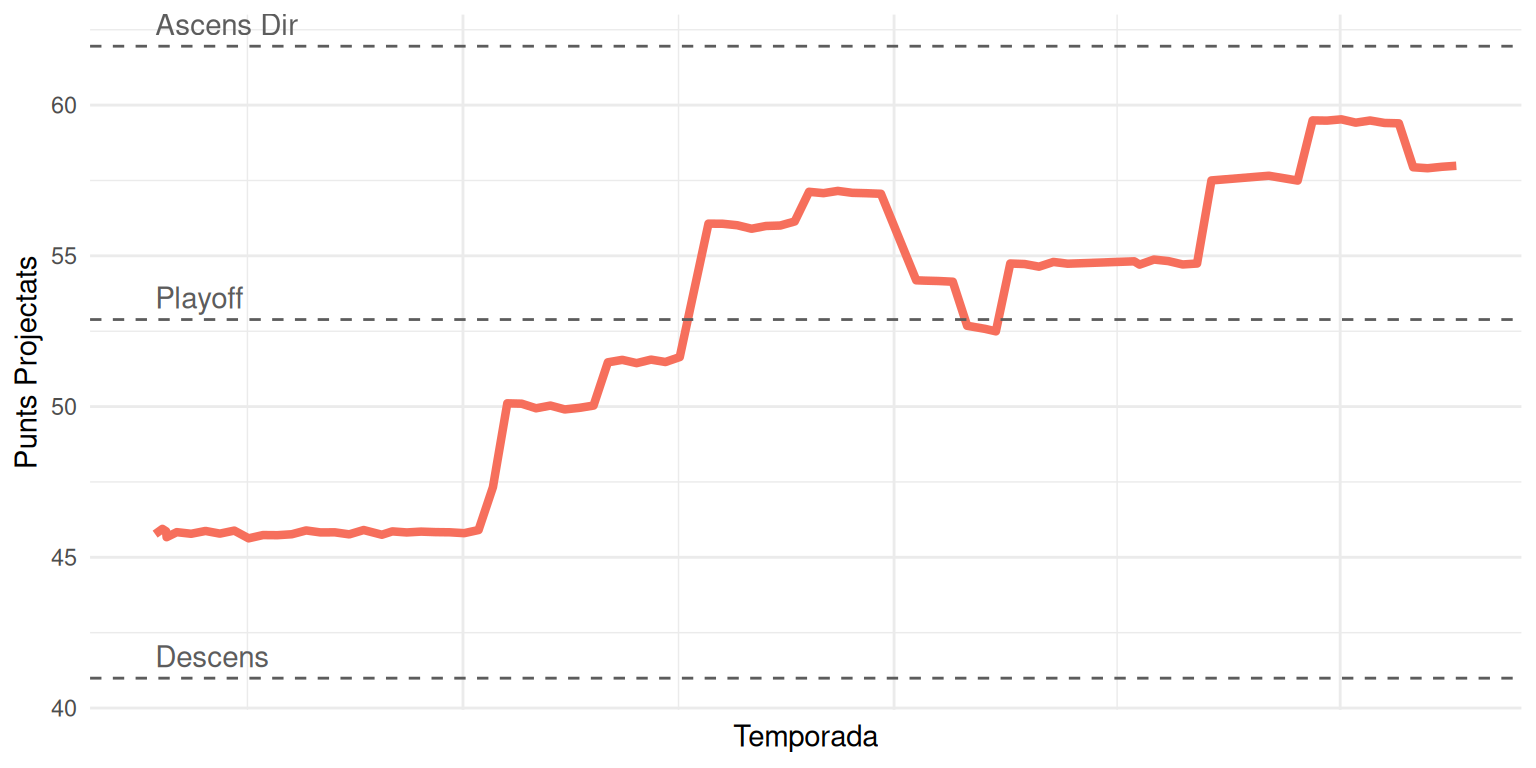 Ascens Dir
60
55
Playoff
50
45
Descens
40
Punts Projectats
Temporada